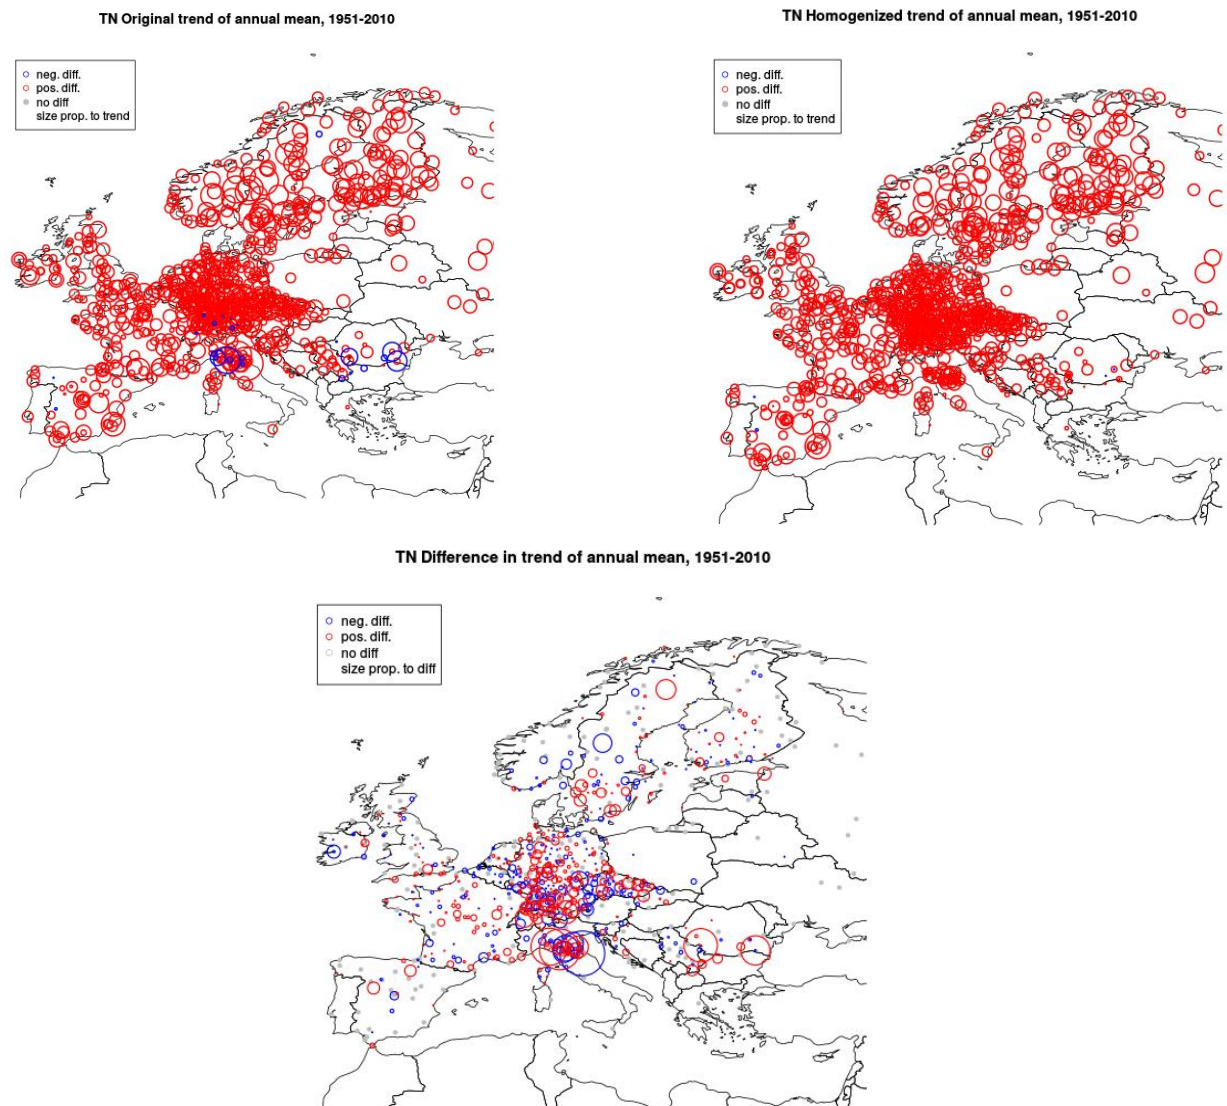 TN Original trend of annual mean, 1951-2010
neg. diff.
pos. diff.
no diff
size prop. to trend
TN Homogenized trend of annual mean, 1951-2010
neg. diff.
pos. diff.
no diff
size prop. to trend
TN Difference in trend of annual mean, 1951-2010
neg. diff.
pos. diff.
no diff
size prop. to diff